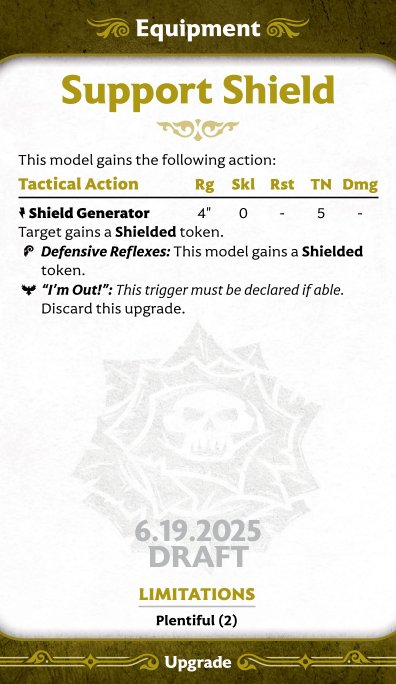 Equipment
Support Shield
This model gains the following action:
Tactical Action Rg Skl Rst TN Dmg
Shield Generator 4" 0 - 5 -
Target gains a Shielded token.
Defensive Reflexes: This model gains a Shielded
token.
“I’m Out!”: This trigger must be declared if able.
Discard this upgrade.
6.19.2025
DRAFT
LIMITATIONS
Plentiful (2)
Upgrade